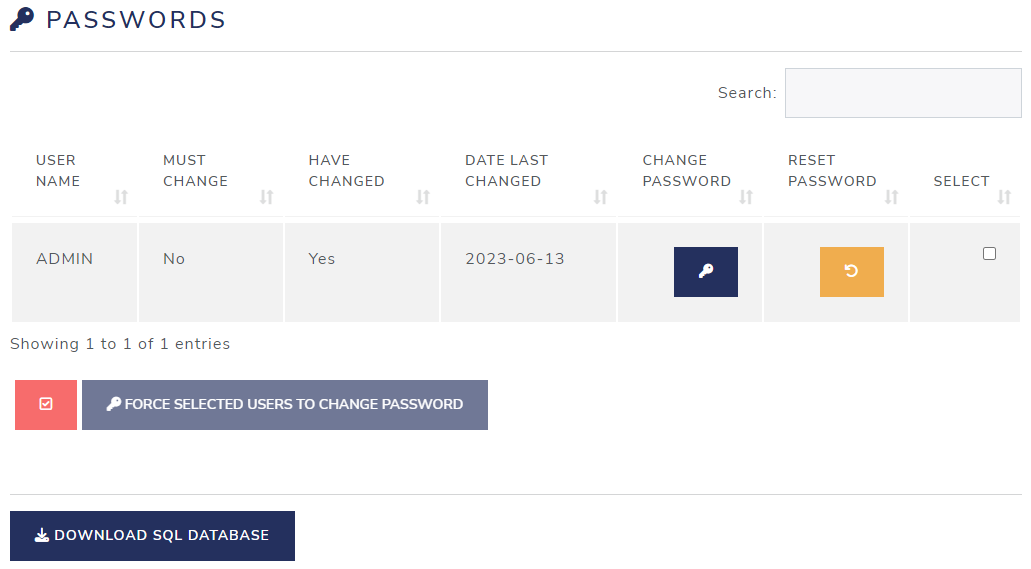 PASSWORDS
Search:
USER NAME MUST CHANGE HAVE CHANGED DATE LAST CHANGED CHANGE PASSWORD RESET PASSWORD SELECT
ADMIN No Yes 2023-06-13
Showing 1 to 1 of 1 entries
FORCE SELECTED USERS TO CHANGE PASSWORD
DOWNLOAD SQL DATABASE